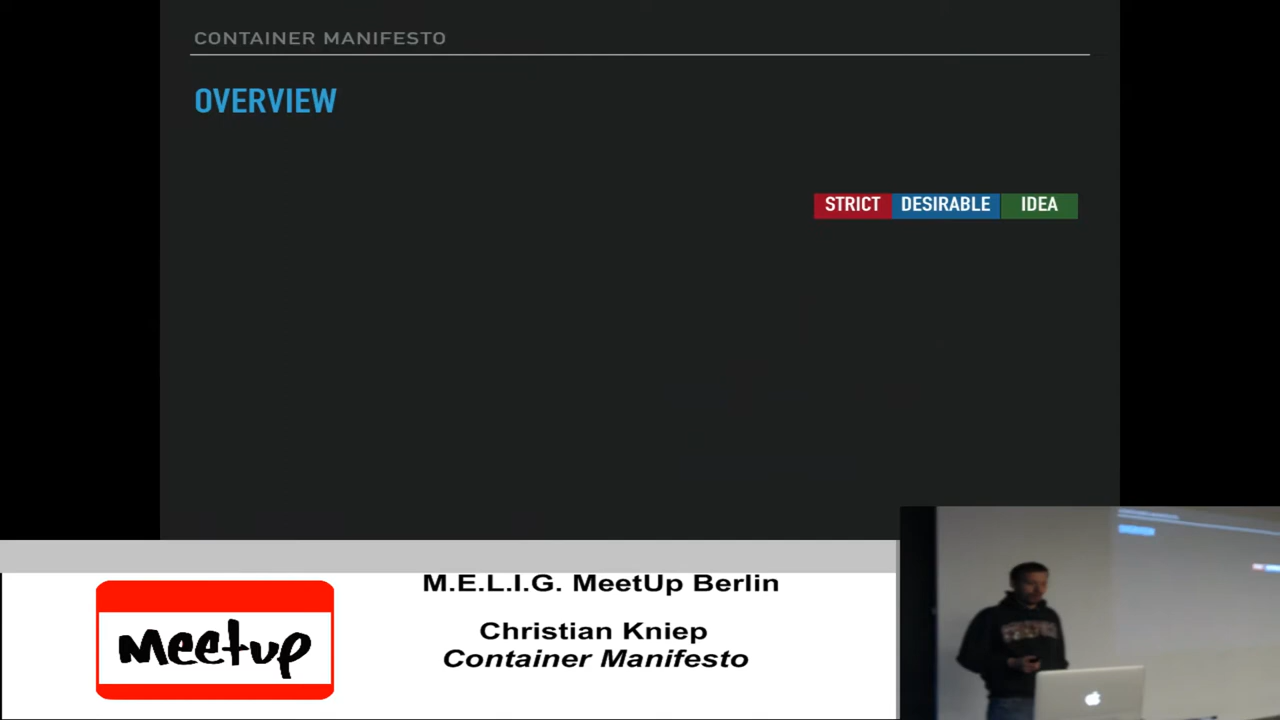 CONTAINER MANIFESTO
OVERVIEW
STRICT DESIRABLE IDEA
M.E.L.I.G. MeetUp Berlin
Christian Kniep
Container Manifesto
Meetup